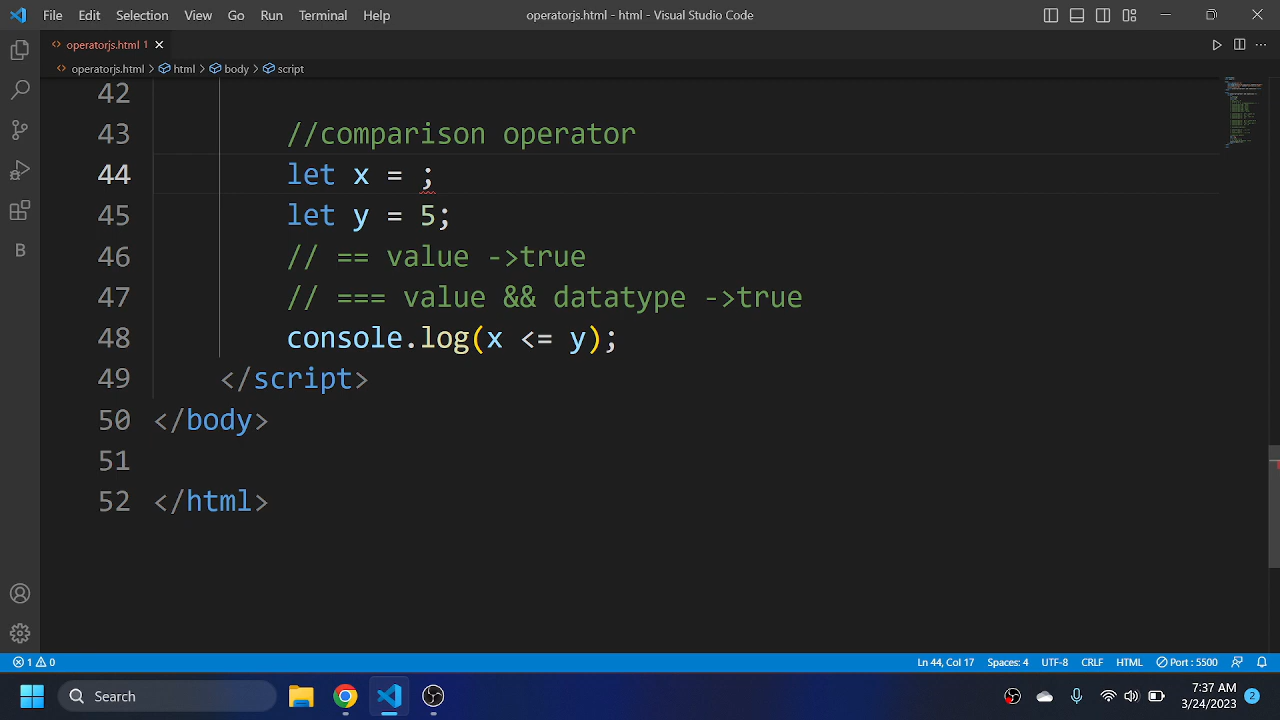 File Edit Selection View Go Run Terminal Help operatorjs.html - html - Visual Studio Code
operatorjs.html 1
operatorjs.html > html > body > script
42
43 //comparison operator
44 let x = ;
45 let y = 5;
46 // == value ->true
47 // === value && datatype ->true
48 console.log(x <= y);
49 </script>
50 </body>
51
52 </html>
B
1 0 Ln 44, Col 17 Spaces: 4 UTF-8 CRLF HTML Port : 5500
Search
7:37 AM
3/24/2023 2